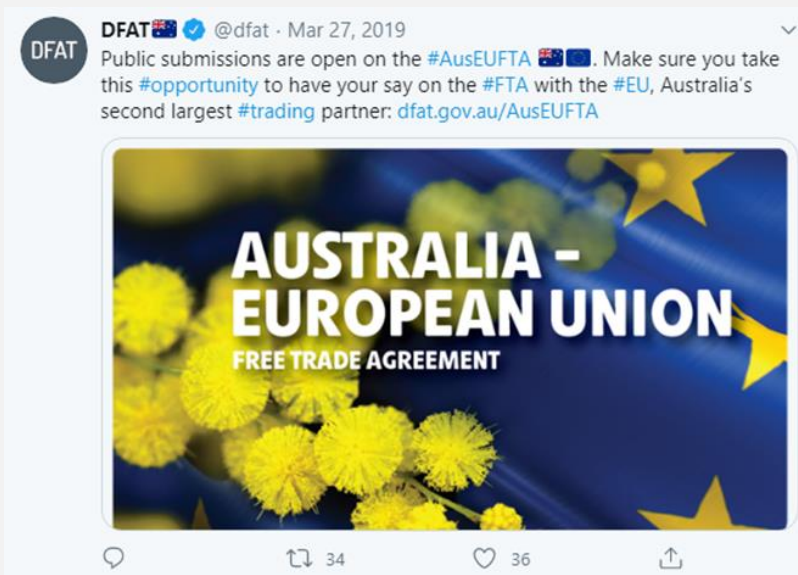 DFAT
DFAT🇦🇺 @dfat · Mar 27, 2019
Public submissions are open on the #AusEUFTA 🇦🇺🇪🇺. Make sure you take
this #opportunity to have your say on the #FTA with the #EU, Australia's
second largest #trading partner: dfat.gov.au/AusEUFTA
AUSTRALIA –
EUROPEAN UNION
FREE TRADE AGREEMENT
34 36